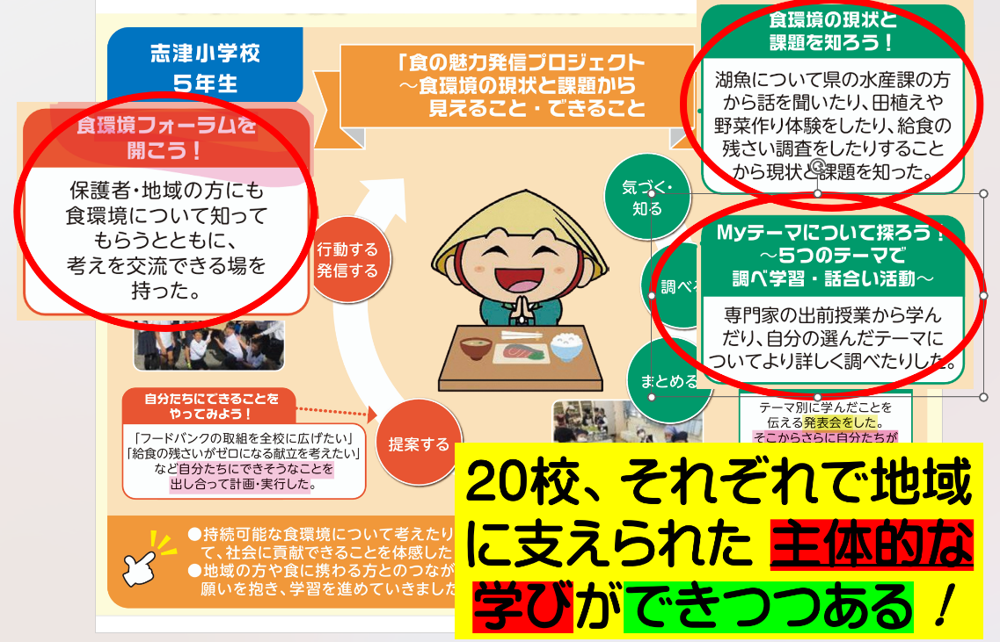 志津小学校
5年生
「食の魅力発信プロジェクト
～食環境の現状と課題から
見えること・できること
食環境の現状と
課題を知ろう！
湖魚について県の水産課の方
から話を聞いたり、田植えや
野菜作り体験をしたり、給食の
残さい調査をしたりすること
から現状と課題を知った。
食環境フォーラムを
開こう！
保護者・地域の方にも
食環境について知って
もらうとともに、
考えを交流できる場を
持った。
気づく・
知る
行動する
発信する
調べ
Myテーマについて探ろう！
～5つのテーマで
調べ学習・話合い活動～
専門家の出前授業から学ん
だり、自分の選んだテーマに
ついてより詳しく調べたりした。
まとめる
自分たちにできることを
やってみよう！
「フードバンクの取組を全校に広げたい」
「給食の残さいがゼロになる献立を考えたい」
など自分たちにできそうなことを
出し合って計画・実行した。
提案する
テーマ別に学んだことを
伝える発表会をした。
そこからさらに自分たちが
●持続可能な食環境について考えたり
て、社会に貢献できることを体感した
●地域の方や食に携わる方とのつなが
願いを抱き、学習を進めていきました
20校、それぞれで地域
に支えられた 主体的な
学びができつつある！